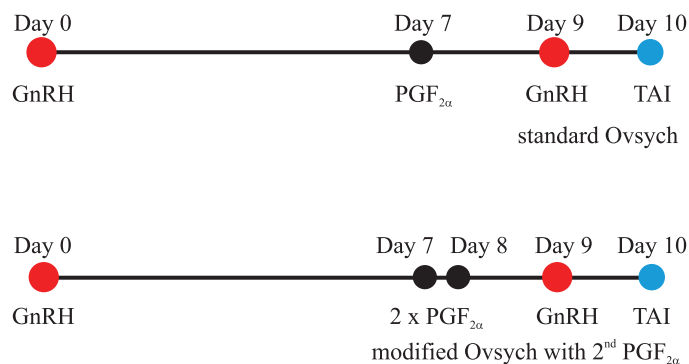 Day 0 Day 7 Day 9 Day 10
GnRH PGF2α GnRH TAI
standard Ovsych
Day 0 Day 7 Day 8 Day 9 Day 10
GnRH 2 x PGF2α GnRH TAI
modified Ovsych with 2nd PGF2α